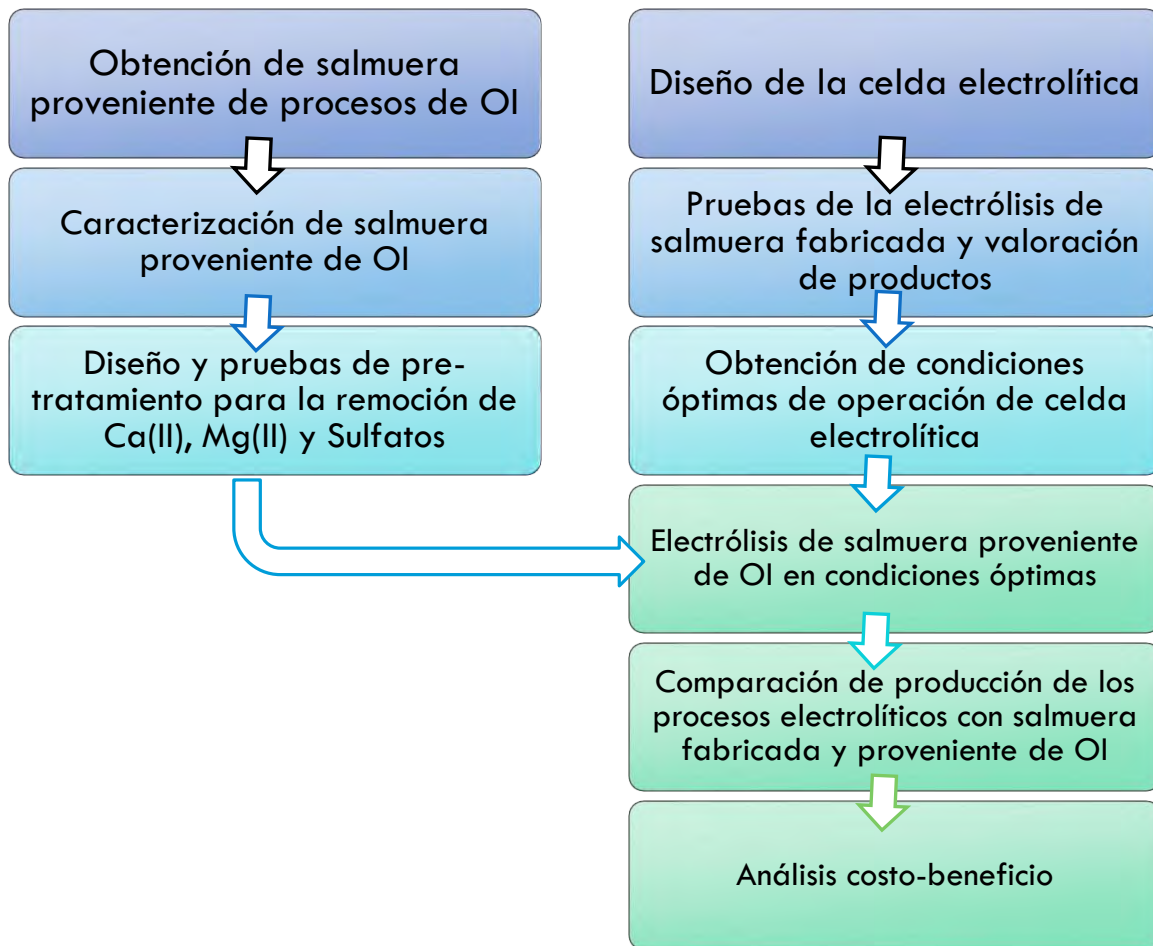 Obtención de salmuera
proveniente de procesos de OI
Caracterización de salmuera
proveniente de OI
Diseño y pruebas de pre-
tratamiento para la remoción de
Ca(II), Mg(II) y Sulfatos
Diseño de la celda electrolítica
Pruebas de la electrólisis de
salmuera fabricada y valoración
de productos
Obtención de condiciones
óptimas de operación de celda
electrolítica
Electrólisis de salmuera proveniente
de OI en condiciones óptimas
Comparación de producción de los
procesos electrolíticos con salmuera
fabricada y proveniente de OI
Análisis costo-beneficio